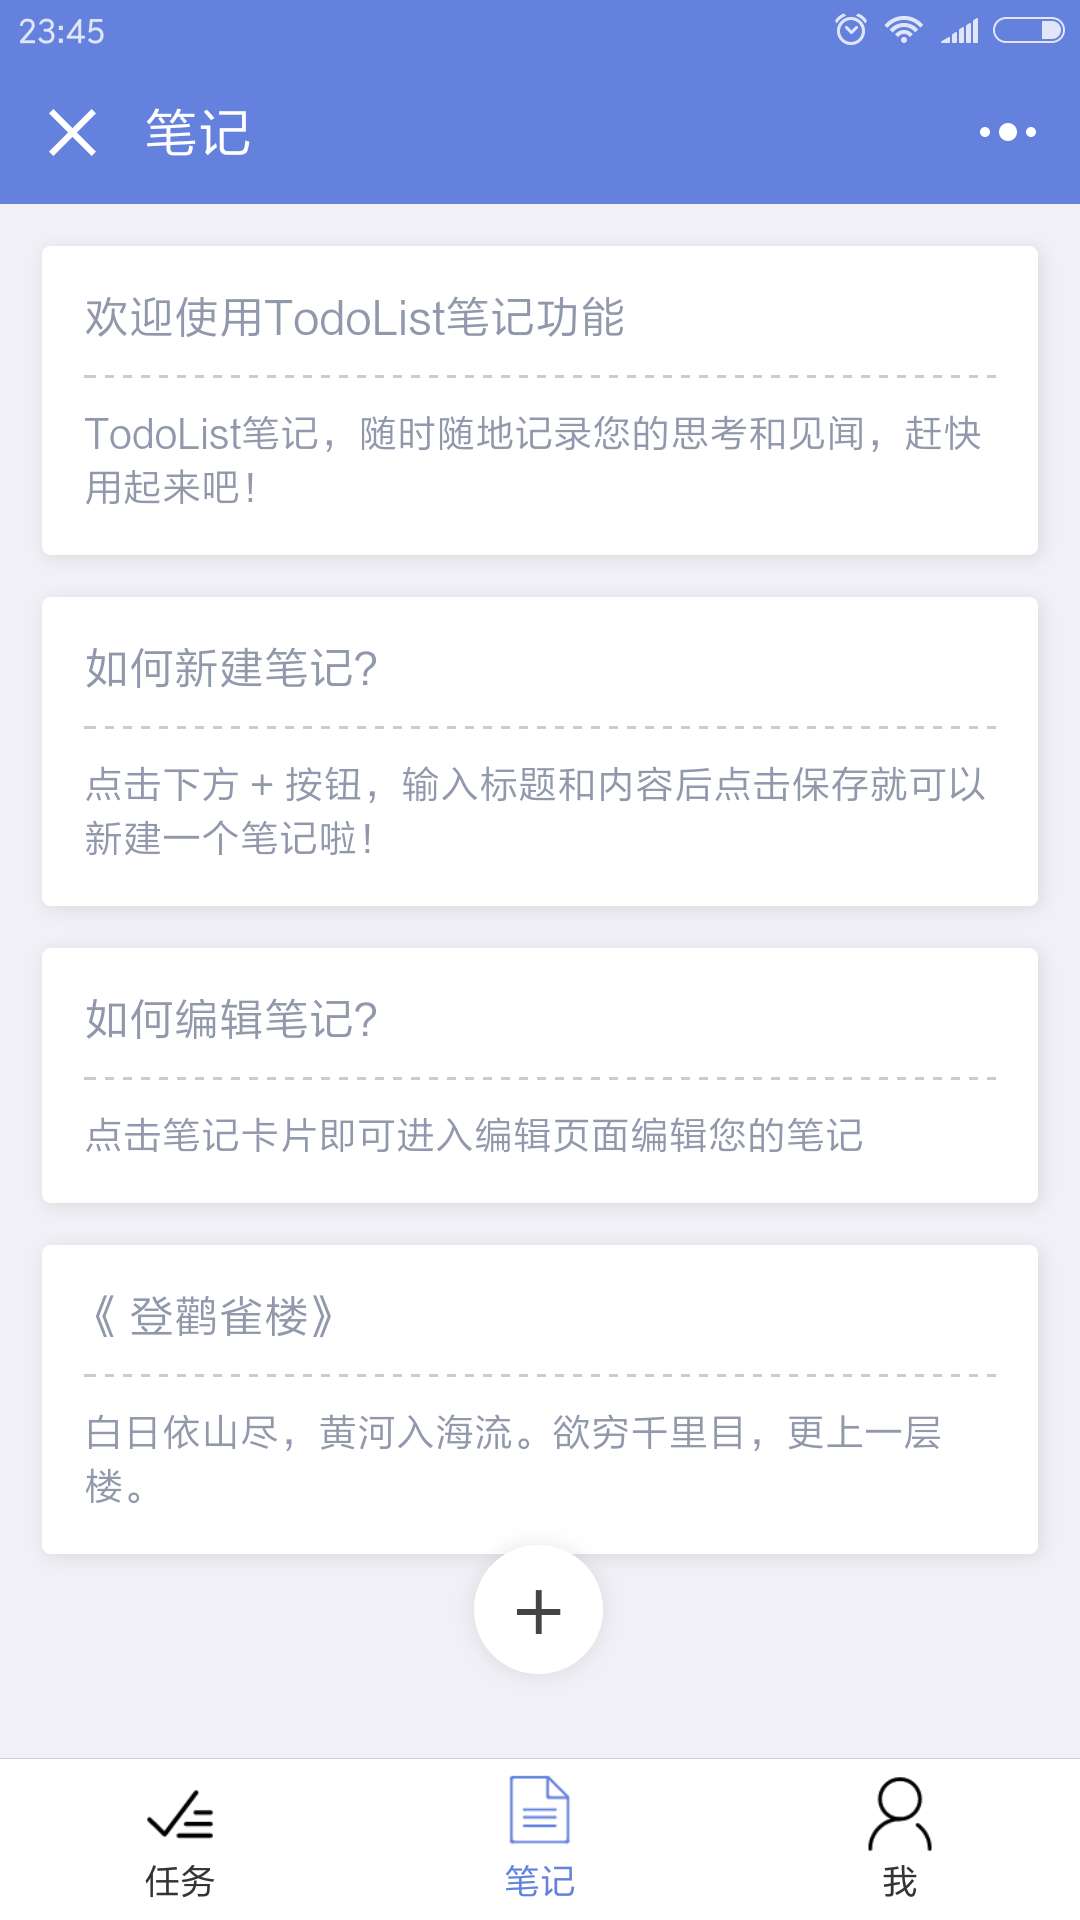 23:45
笔记
欢迎使用TodoList笔记功能
TodoList笔记，随时随地记录您的思考和见闻，赶快
用起来吧！
如何新建笔记?
点击下方 + 按钮，输入标题和内容后点击保存就可以
新建一个笔记啦！
如何编辑笔记?
点击笔记卡片即可进入编辑页面编辑您的笔记
《 登鹳雀楼》
白日依山尽，黄河入海流。欲穷千里目，更上一层
楼。
任务
笔记
我